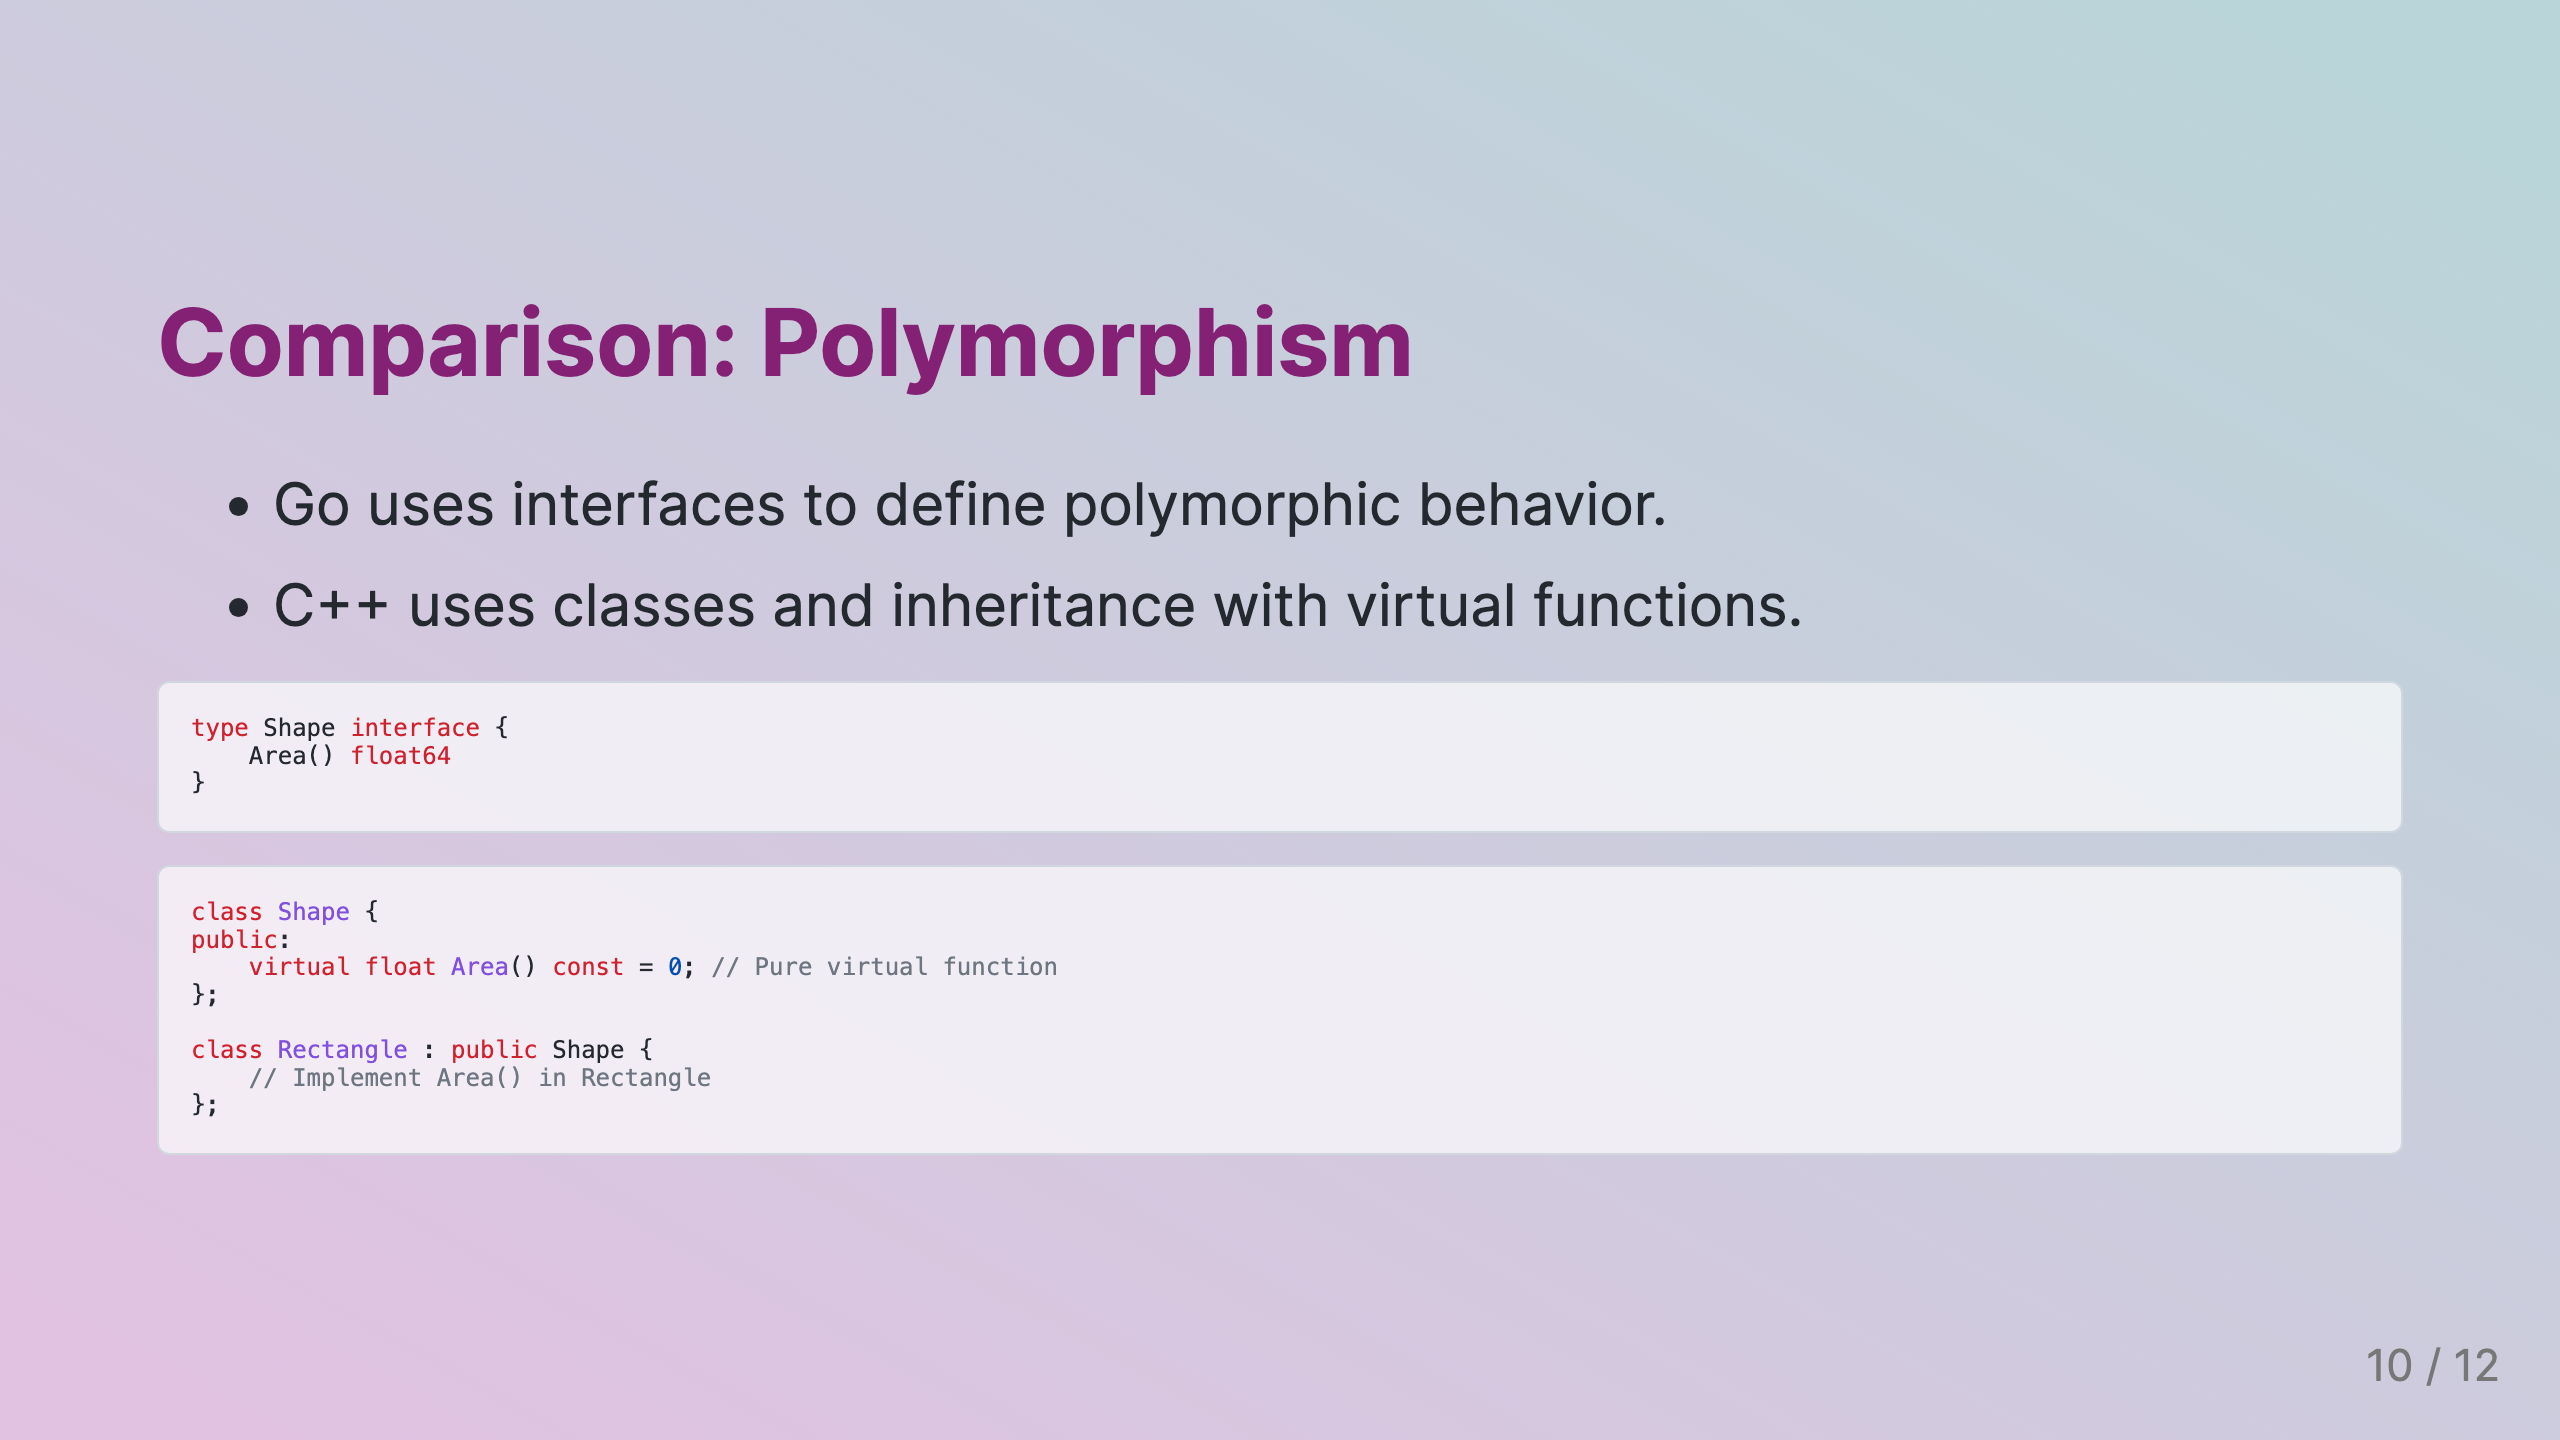 Comparison: Polymorphism
• Go uses interfaces to define polymorphic behavior.
• C++ uses classes and inheritance with virtual functions.
type Shape interface {
    Area() float64
}
class Shape {
public:
    virtual float Area() const = 0; // Pure virtual function
};
class Rectangle : public Shape {
    // Implement Area() in Rectangle
};
10 / 12